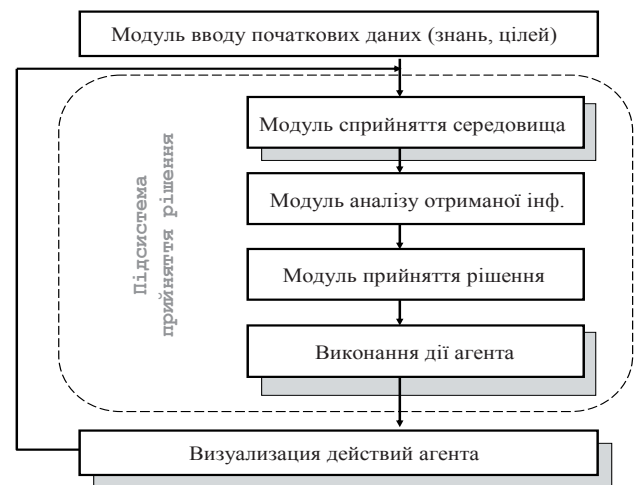 Модуль вводу початкових даних (знань, цілей)
Підсистема
прийняття рішення
Модуль сприйняття середовища
Модуль аналізу отриманої інф.
Модуль прийняття рішення
Виконання дії агента
Визуализация действий агента